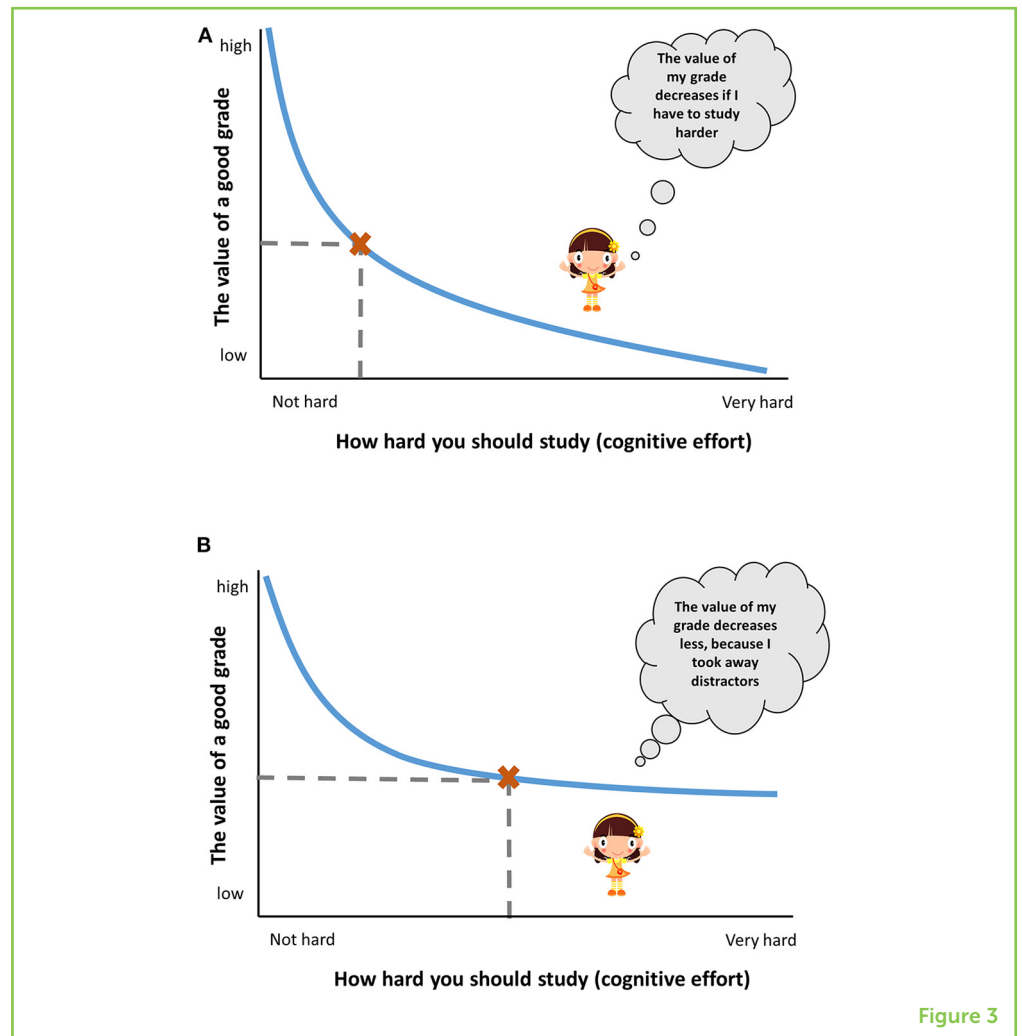 A
high
The value of a good grade
low
Not hard
Very hard
How hard you should study (cognitive effort)
The value of
my grade
decreases if I
have to study
harder
B
high
The value of a good grade
low
Not hard
Very hard
How hard you should study (cognitive effort)
The value of my
grade decreases
less, because I
took away
distractors
Figure 3